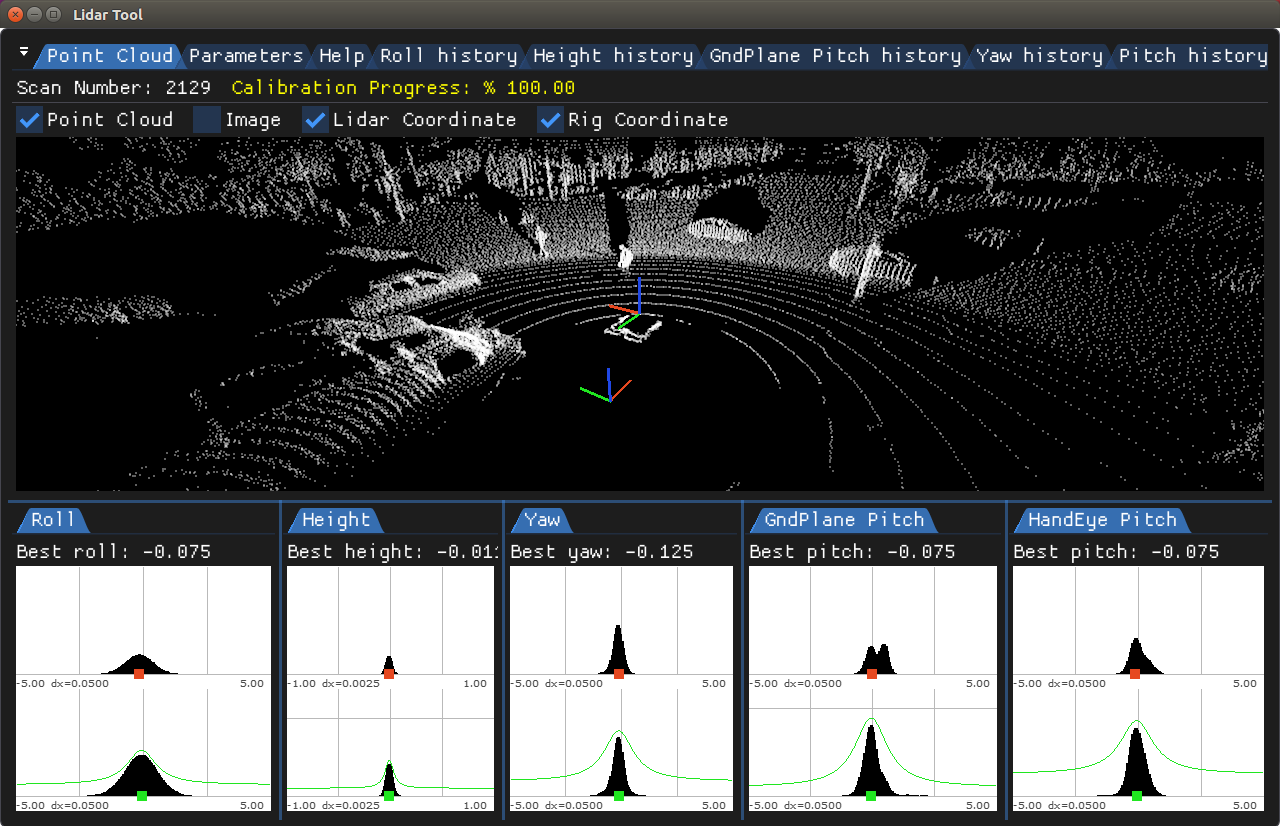 Lidar Tool
Point Cloud Parameters Help Roll history Height history GndPlane Pitch history Yaw history Pitch history
Scan Number: 2129 Calibration Progress: % 100.00
Point Cloud Image Lidar Coordinate Rig Coordinate
Roll Height Yaw GndPlane Pitch HandEye Pitch
Best roll: -0.075 Best height: -0.01 Best yaw: -0.125 Best pitch: -0.075 Best pitch: -0.075
-5.00 dx=0.0500 5.00 -1.00 dx=0.0025 1.00 -5.00 dx=0.0500 5.00 -5.00 dx=0.0500 5.00 -5.00 dx=0.0500 5.00
-5.00 dx=0.0500 5.00 -1.00 dx=0.0025 1.00 -5.00 dx=0.0500 5.00 -5.00 dx=0.0500 5.00 -5.00 dx=0.0500 5.00